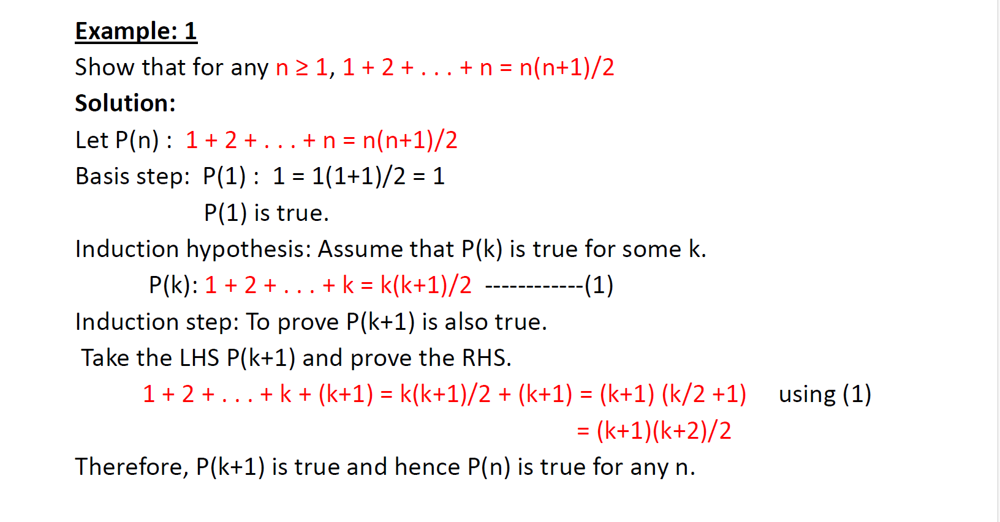 Example: 1
Show that for any n ≥ 1, 1 + 2 + . . . + n = n(n+1)/2
Solution:
Let P(n) : 1 + 2 + . . . + n = n(n+1)/2
Basis step: P(1) : 1 = 1(1+1)/2 = 1
P(1) is true.
Induction hypothesis: Assume that P(k) is true for some k.
P(k): 1 + 2 + . . . + k = k(k+1)/2 ------------(1)
Induction step: To prove P(k+1) is also true.
Take the LHS P(k+1) and prove the RHS.
1 + 2 + . . . + k + (k+1) = k(k+1)/2 + (k+1) = (k+1) (k/2 +1) using (1)
= (k+1)(k+2)/2
Therefore, P(k+1) is true and hence P(n) is true for any n.